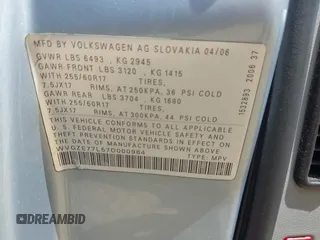 MFD BY VOLKSWAGEN AG SLOVAKIA 04/06
GVWR LBS 6493 , KG 2945
GAWR FRONT LBS 3120 , KG 1415
WITH 255/60R17 TIRES
7.5JX17 RIMS, AT 250KPA, 36 PSI COLD
GAWR REAR LBS 3704 , KG 1680
WITH 255/60R17 TIRES
7.5JX17 RIMS, AT 300KPA, 44 PSI COLD
THIS VEHICLE CONFORMS TO ALL APPLICABLE
U.S. FEDERAL MOTOR VEHICLE SAFETY AND
THEFT PREVENTION STANDARDS IN EFFECT ON
THE DATE OF MANUFACTURE SHOWN ABOVE.
TYPE: MPV
1532893 2006 37
DREAMBID